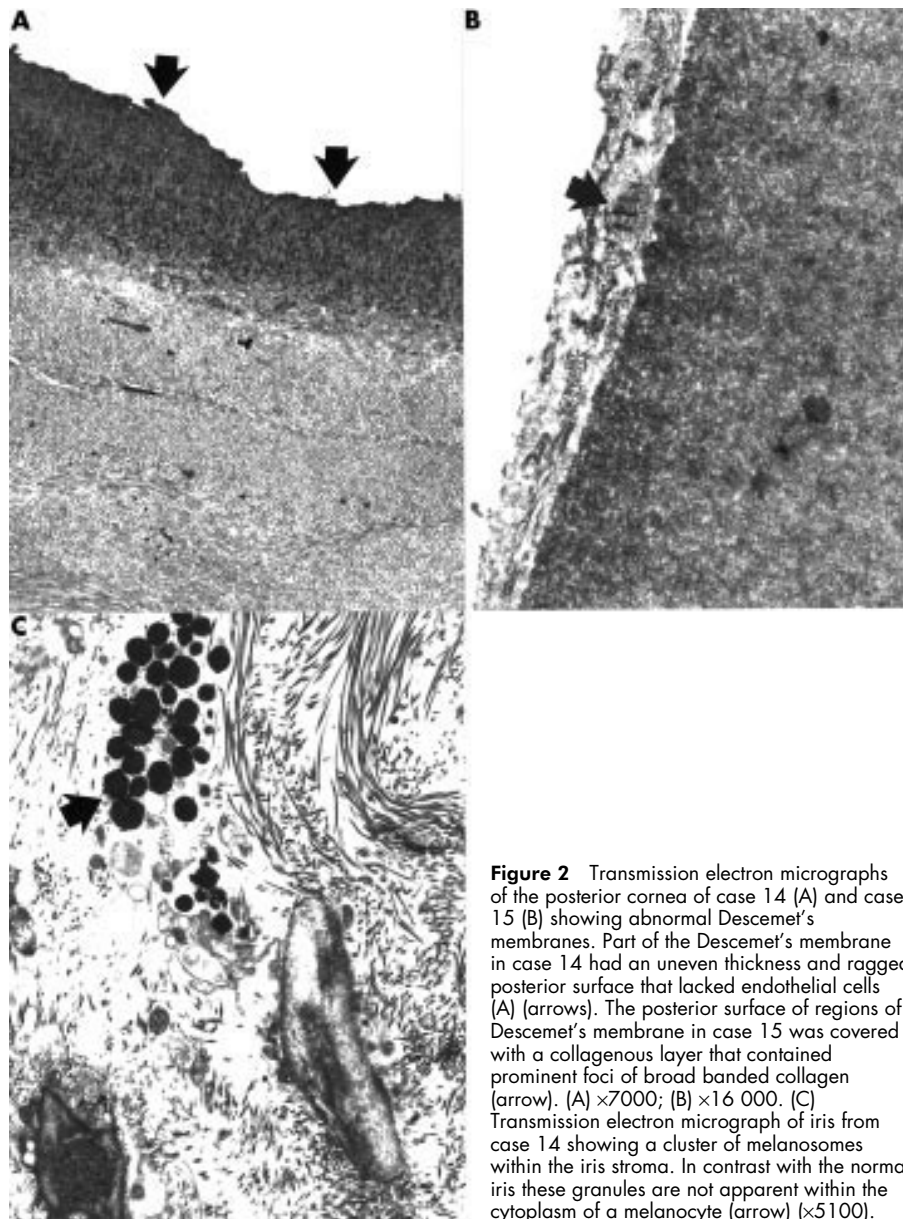 A
B
C
Figure 2 Transmission electron micrographs
of the posterior cornea of case 14 (A) and case
15 (B) showing abnormal Descemet's
membranes. Part of the Descemet's membrane
in case 14 had an uneven thickness and ragged
posterior surface that lacked endothelial cells
(A) (arrows). The posterior surface of regions of
Descemet's membrane in case 15 was covered
with a collagenous layer that contained
prominent foci of broad banded collagen
(arrow). (A) ×7000; (B) ×16 000. (C)
Transmission electron micrograph of iris from
case 14 showing a cluster of melanosomes
within the iris stroma. In contrast with the normal
iris these granules are not apparent within the
cytoplasm of a melanocyte (arrow) (×5100).